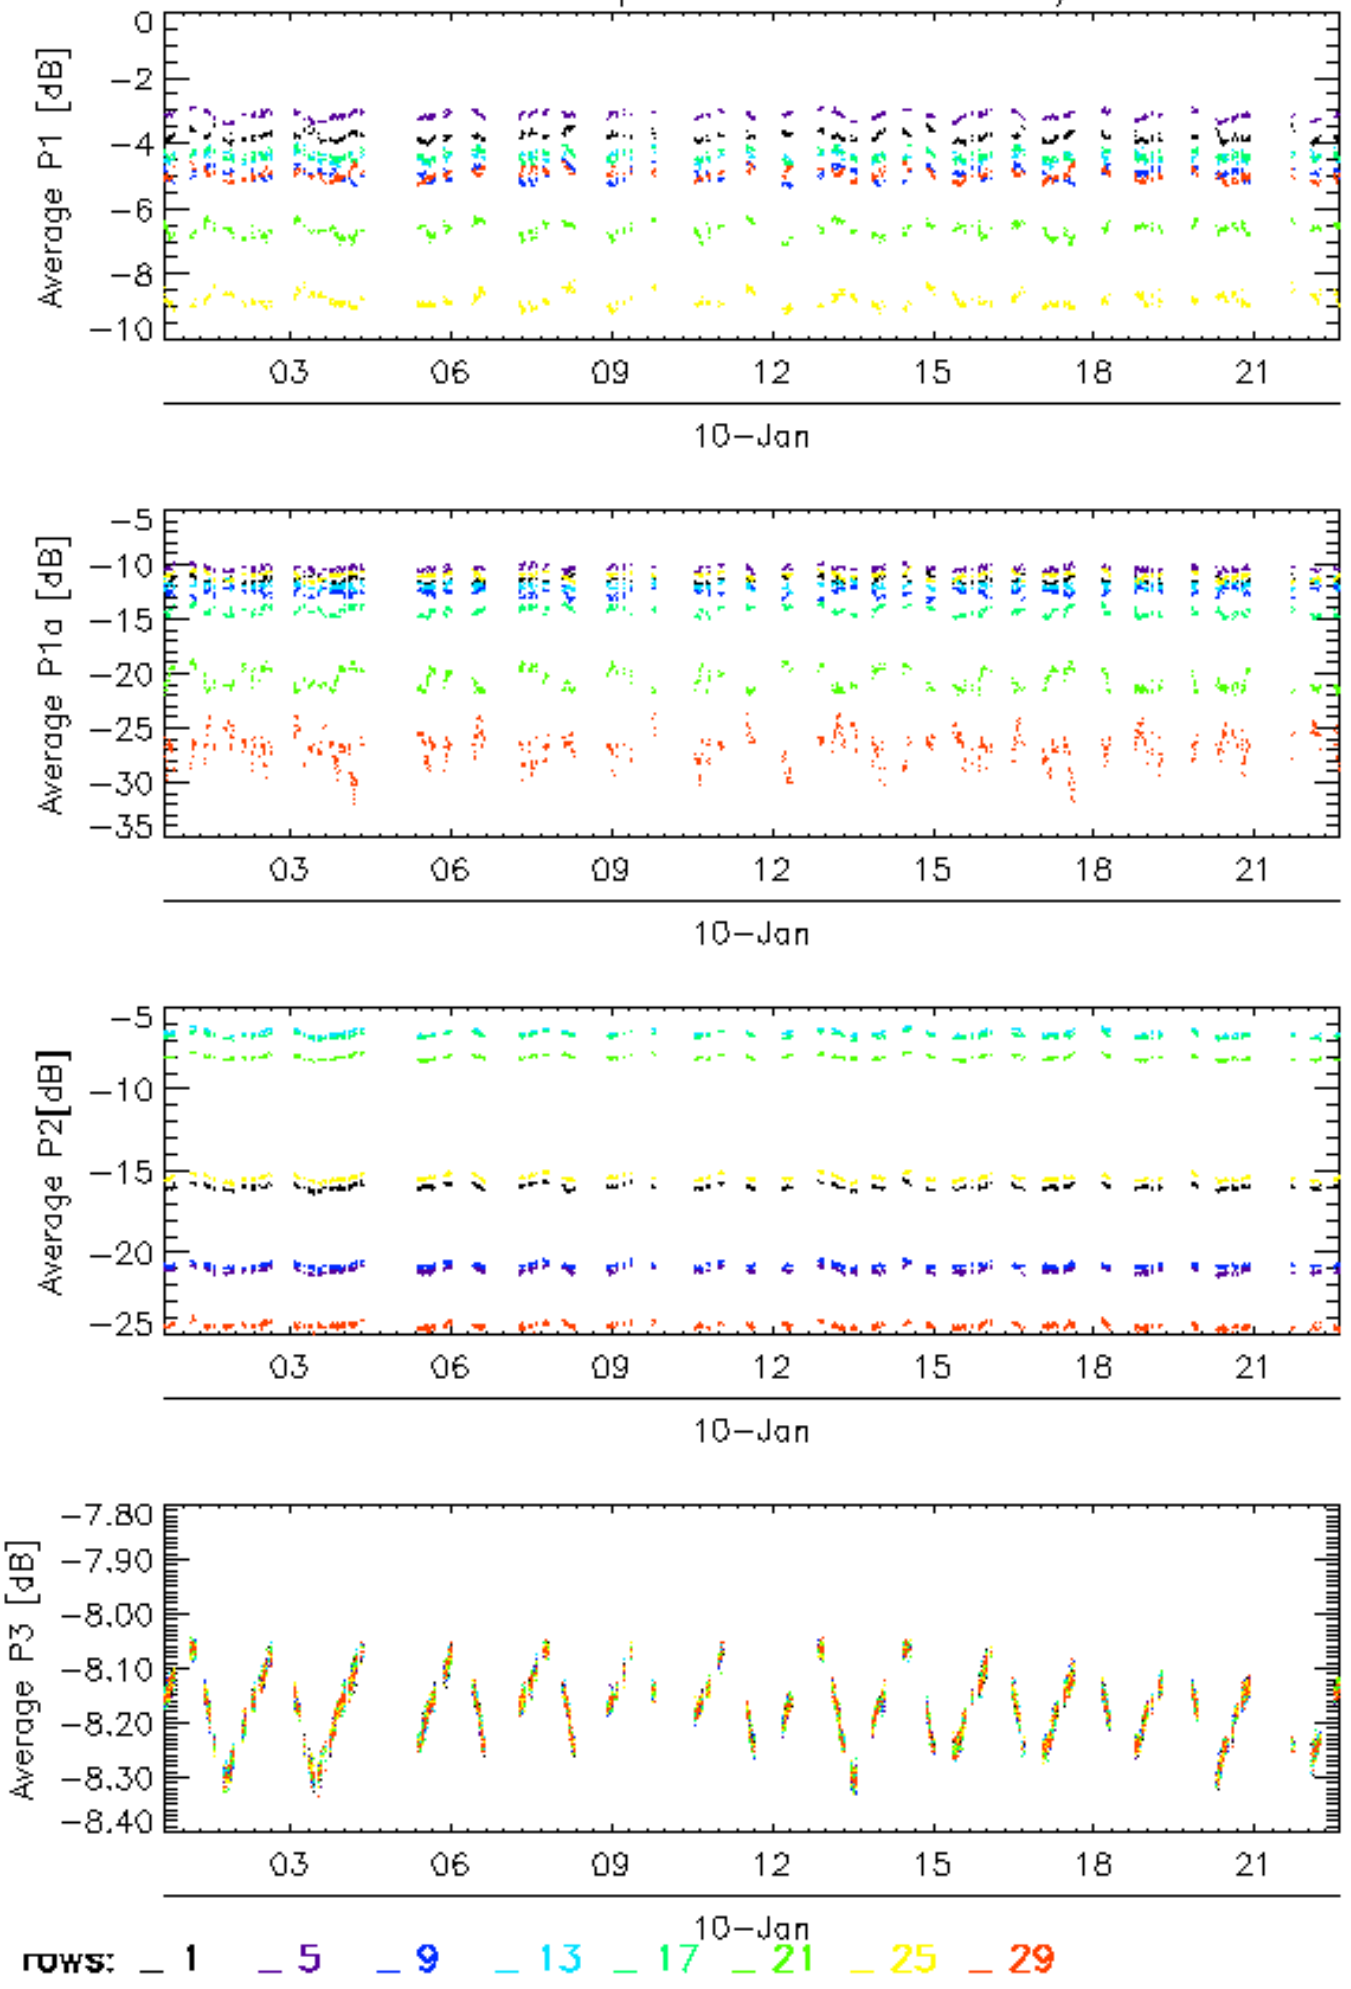 0
-2
-4
-6
-8
-10
Average P1 [dB]
03 06 09 12 15 18 21
10-Jan
-5
-10
-15
-20
-25
-30
-35
Average P1a [dB]
03 06 09 12 15 18 21
10-Jan
-5
-10
-15
-20
-25
Average P2[dB]
03 06 09 12 15 18 21
10-Jan
-7.80
-7.90
-8.00
-8.10
-8.20
-8.30
-8.40
Average P3 [dB]
03 06 09 12 15 18 21
10-Jan
rows: _ 1 _ 5 _ 9 _ 13 _ 17 _ 21 _ 25 _ 29